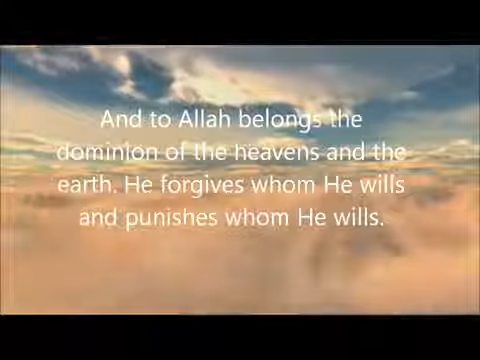 And to Allah belongs the
dominion of the heavens and the
earth. He forgives whom He wills
and punishes whom He wills.